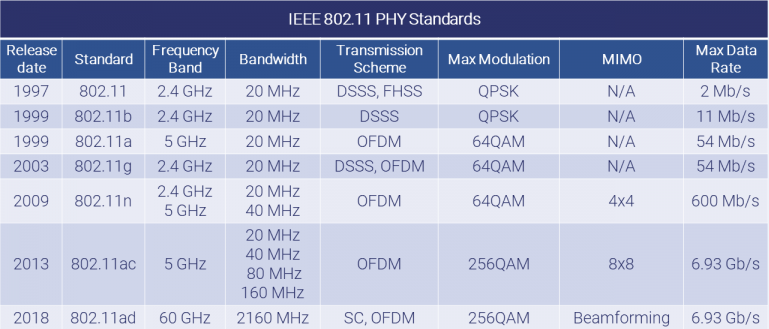 IEEE 802.11 PHY Standards
Release date Standard Frequency Band Bandwidth Transmission Scheme Max Modulation MIMO Max Data Rate
1997 802.11 2.4 GHz 20 MHz DSSS, FHSS QPSK N/A 2 Mb/s
1999 802.11b 2.4 GHz 20 MHz DSSS QPSK N/A 11 Mb/s
1999 802.11a 5 GHz 20 MHz OFDM 64QAM N/A 54 Mb/s
2003 802.11g 2.4 GHz 20 MHz DSSS, OFDM 64QAM N/A 54 Mb/s
2009 802.11n 2.4 GHz 5 GHz 20 MHz 40 MHz OFDM 64QAM 4x4 600 Mb/s
2013 802.11ac 5 GHz 20 MHz 40 MHz 80 MHz 160 MHz OFDM 256QAM 8x8 6.93 Gb/s
2018 802.11ad 60 GHz 2160 MHz SC, OFDM 256QAM Beamforming 6.93 Gb/s